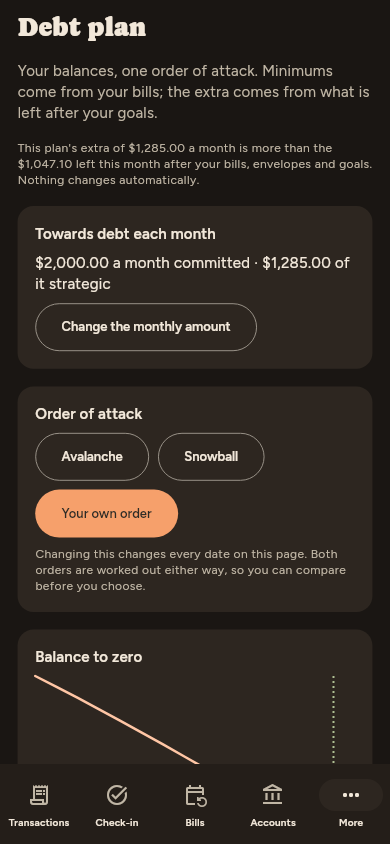 Debt plan
Your balances, one order of attack. Minimums
come from your bills; the extra comes from what is
left after your goals.
This plan's extra of $1,285.00 a month is more than the
$1,047.10 left this month after your bills, envelopes and goals.
Nothing changes automatically.
Towards debt each month
$2,000.00 a month committed · $1,285.00 of
it strategic
Change the monthly amount
Order of attack
Avalanche
Snowball
Your own order
Changing this changes every date on this page. Both
orders are worked out either way, so you can compare
before you choose.
Balance to zero
Transactions
Check-in
Bills
Accounts
More